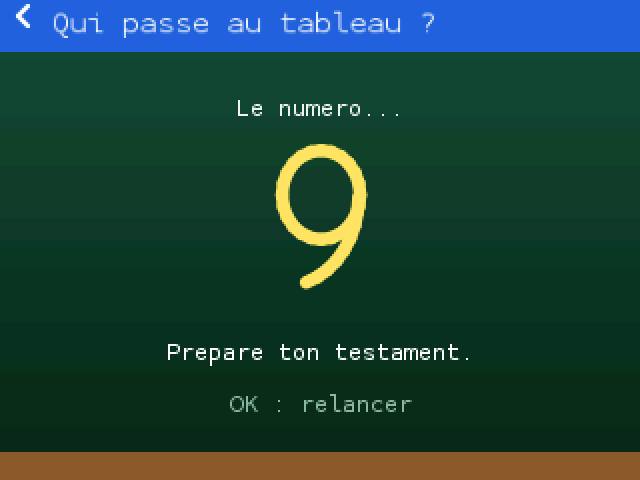 Qui passe au tableau ?
Le numero...
9
Prepare ton testament.
OK : relancer